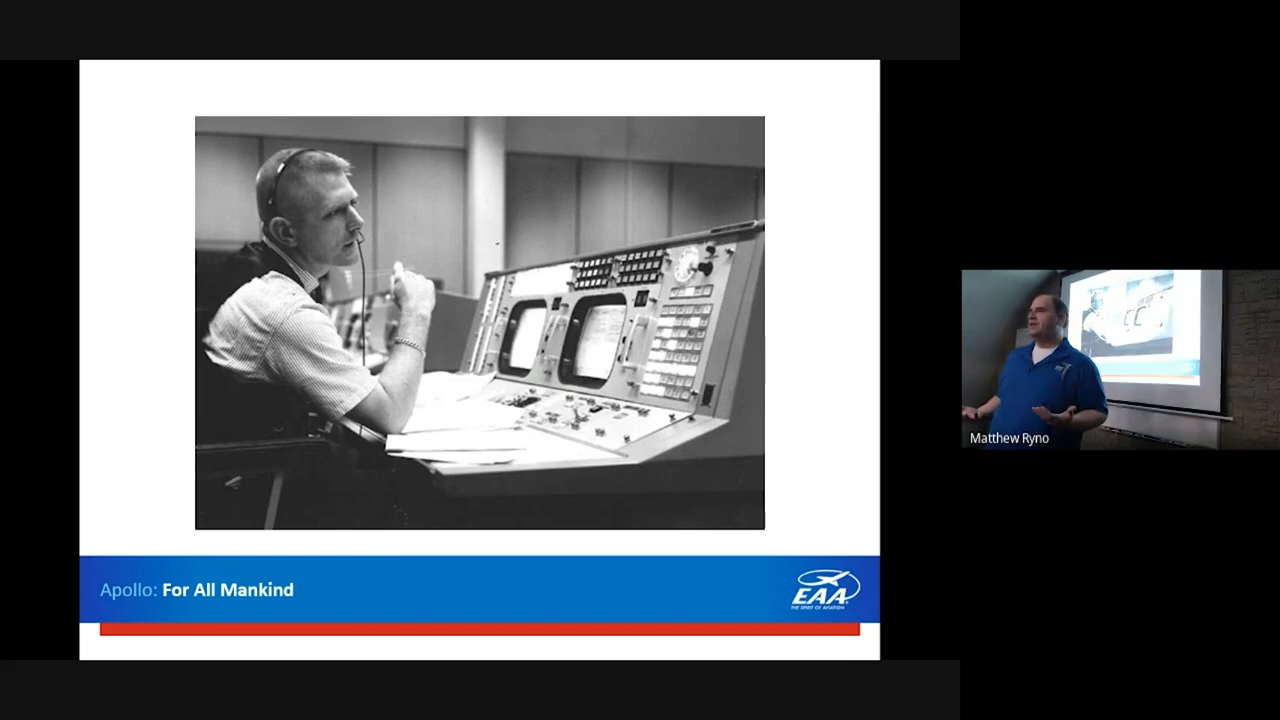 Apollo: For All Mankind
EAA
THE SPIRIT OF AVIATION
Matthew Ryno